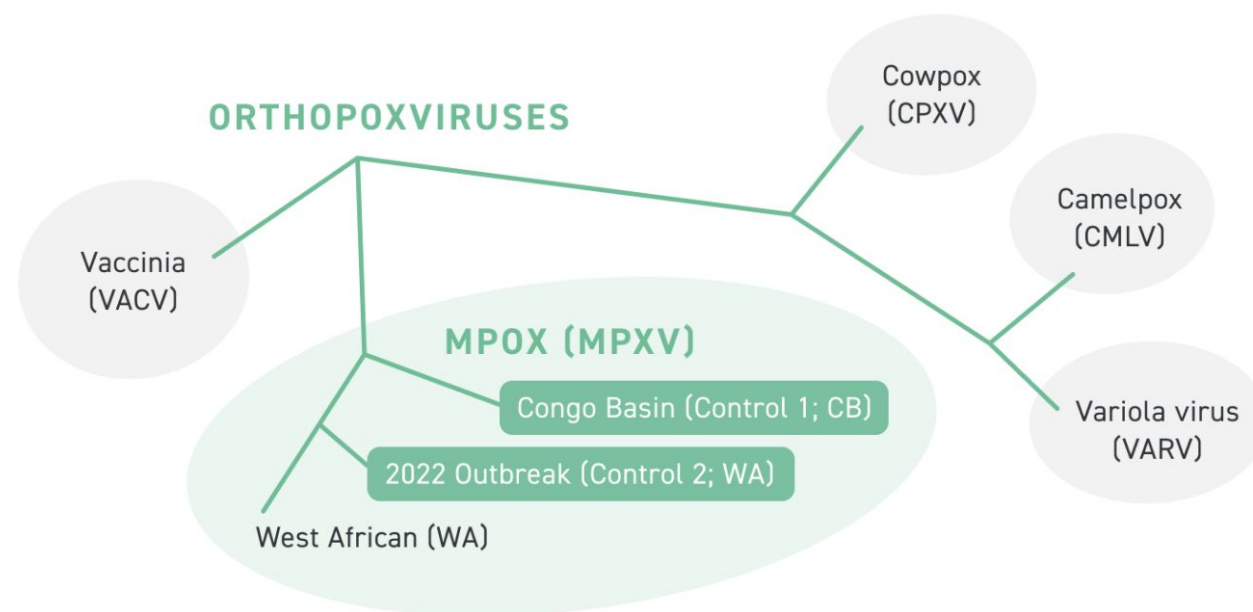 ORTHOPOXVIRUSES
Cowpox
(CPXV)
Camelpox
(CMLV)
Vaccinia
(VACV)
MPOX (MPXV)
Congo Basin (Control 1; CB)
Variola virus
(VARV)
2022 Outbreak (Control 2; WA)
West African (WA)